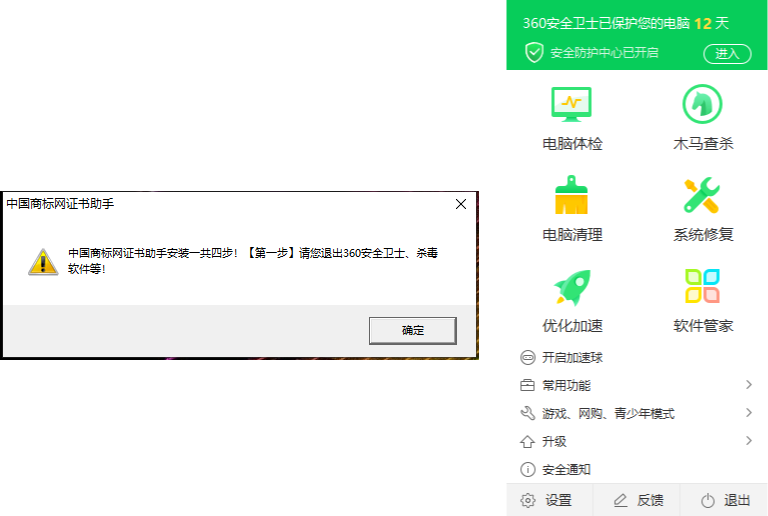 中国商标网证书助手
中国商标网证书助手安装一共四步！【第一步】请您退出360安全卫士、杀毒
软件等！
确定
360安全卫士已保护您的电脑 12 天
安全防护中心已开启
进入
电脑体检
木马查杀
电脑清理
系统修复
优化加速
软件管家
开启加速球
常用功能
游戏、网购、青少年模式
升级
安全通知
设置
反馈
退出